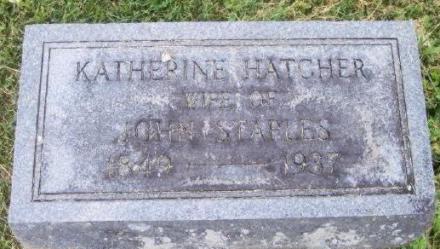 KATHERINE HATCHER
WIFE OF
JOHN STAPLES
1849 — 1937